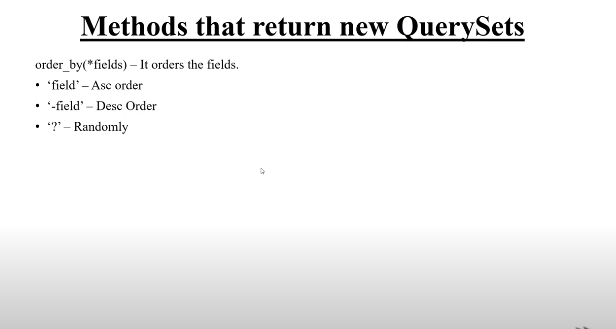 Methods that return new QuerySets
order_by(*fields) – It orders the fields.
• ‘field’ – Asc order
• ‘-field’ – Desc Order
• ‘?’ – Randomly